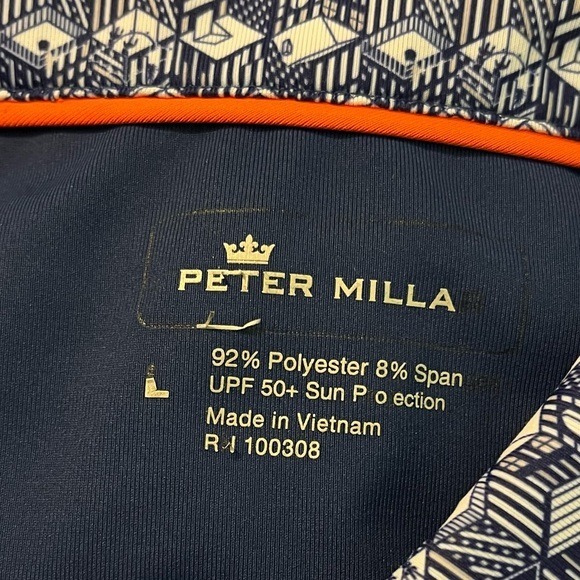 PETER MILLA
92% Polyester 8% Span
L
UPF 50+ Sun P o ection
Made in Vietnam
R N 100308